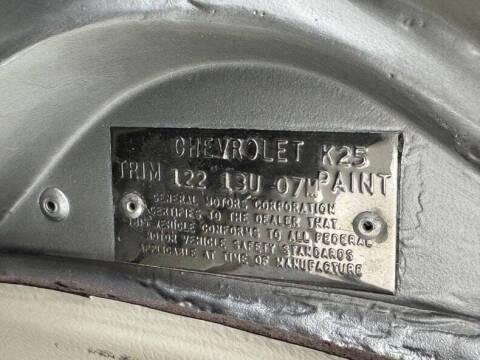 CHEVROLET K25
TRIM 122 13U-07M PAINT
GENERAL MOTORS CORPORATION
CERTIFIES TO THE DEALER THAT
THIS VEHICLE CONFORMS TO ALL FEDERAL
MOTOR VEHICLE SAFETY STANDARDS
APPLICABLE AT TIME OF MANUFACTURE